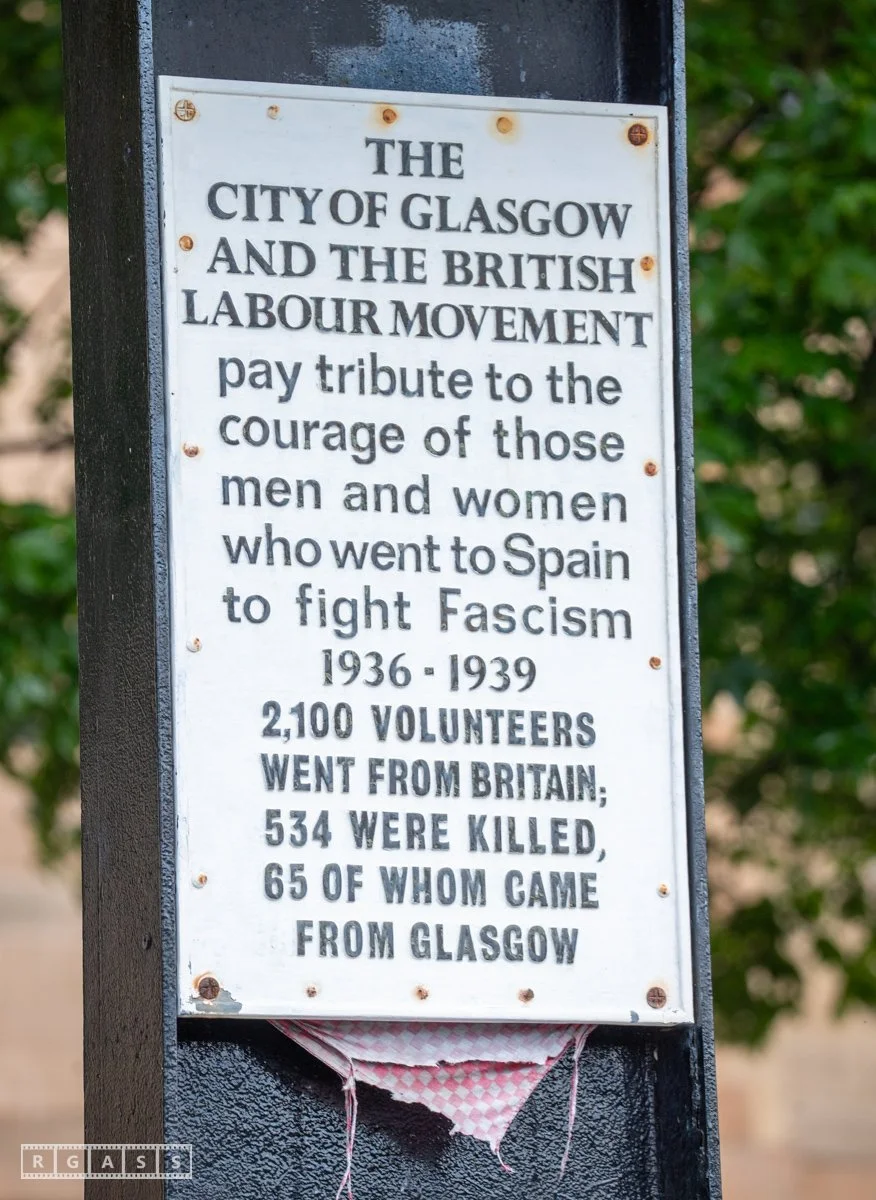 THE
CITY OF GLASGOW
AND THE BRITISH
LABOUR MOVEMENT
pay tribute to the
courage of those
men and women
who went to Spain
to fight Fascism
1936 - 1939
2,100 VOLUNTEERS
WENT FROM BRITAIN;
534 WERE KILLED,
65 OF WHOM CAME
FROM GLASGOW
RGASS